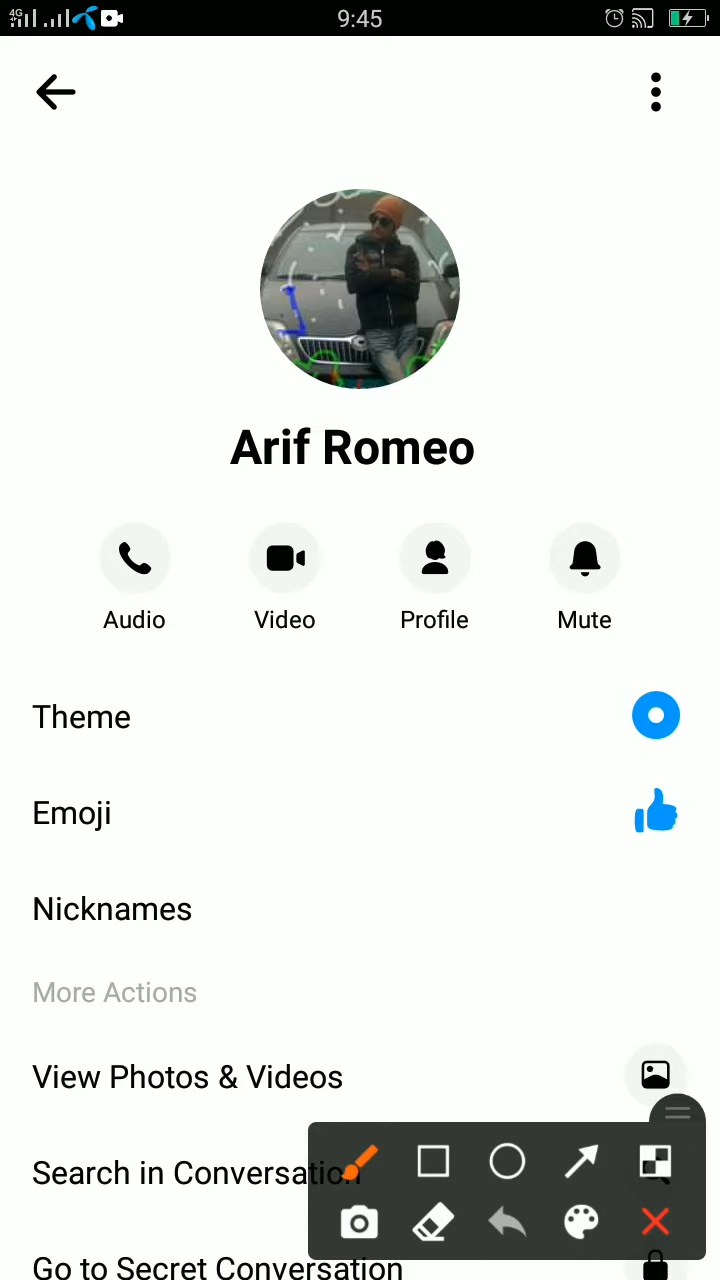 4G 9:45
Arif Romeo
Audio Video Profile Mute
Theme
Emoji
Nicknames
More Actions
View Photos & Videos
Search in Conversation
Go to Secret Conversation